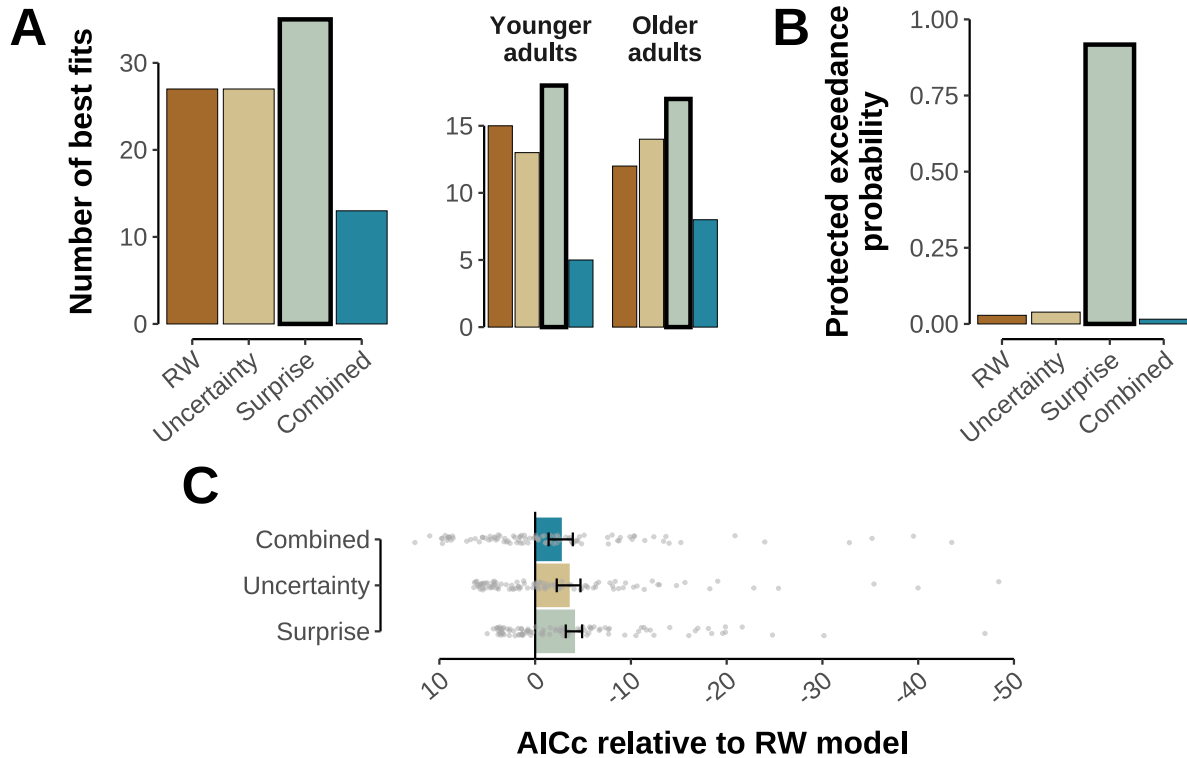 A
Number of best fits
30
20
10
0
RW
Uncertainty
Surprise
Combined
Younger
adults
Older
adults
15
10
5
0
B
Protected exceedance
probability
1.00
0.75
0.50
0.25
0.00
RW
Uncertainty
Surprise
Combined
C
Combined
Uncertainty
Surprise
10
0
-10
-20
-30
-40
-50
AICc relative to RW model